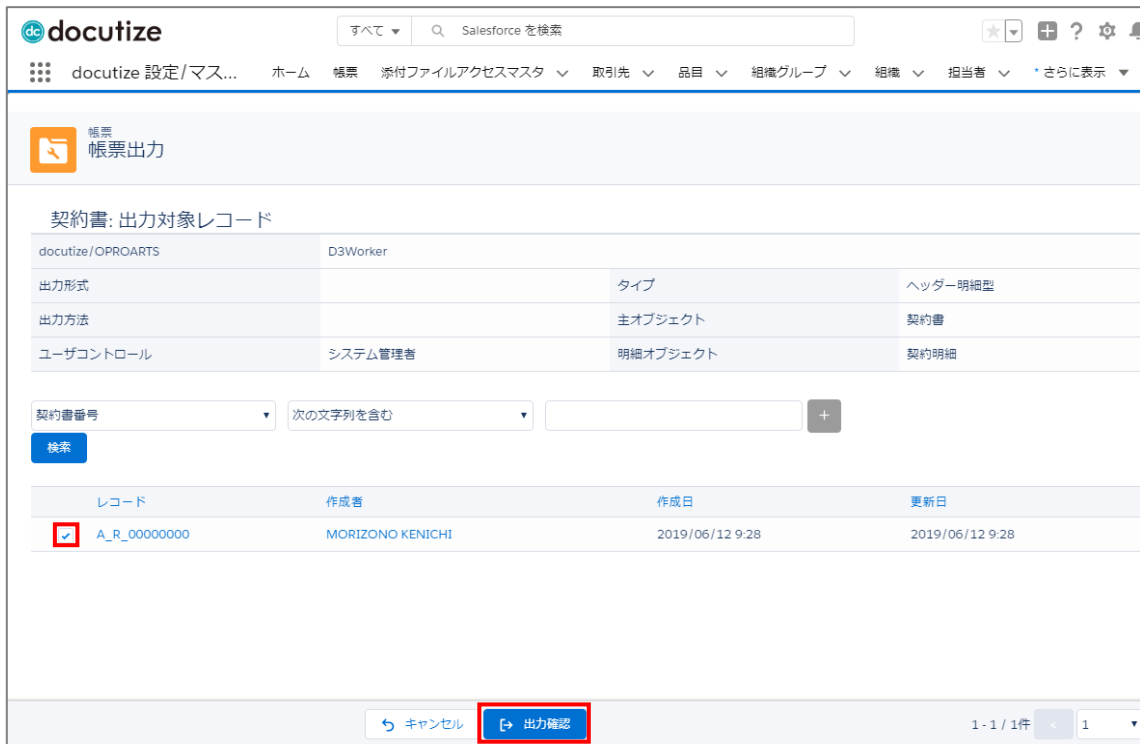 dc docutize すべて Salesforce を検索
docutize 設定/マス... ホーム 帳票 添付ファイルアクセスマスタ 取引先 品目 組織グループ 組織 担当者 * さらに表示
帳票
帳票出力
契約書: 出力対象レコード
docutize/OPROARTS D3Worker
出力形式 タイプ ヘッダー明細型
出力方法 主オブジェクト 契約書
ユーザコントロール システム管理者 明細オブジェクト 契約明細
契約書番号 次の文字列を含む +
検索
レコード 作成者 作成日 更新日
A_R_00000000 MORIZONO KENICHI 2019/06/12 9:28 2019/06/12 9:28
キャンセル 出力確認 1 - 1 / 1件 < 1